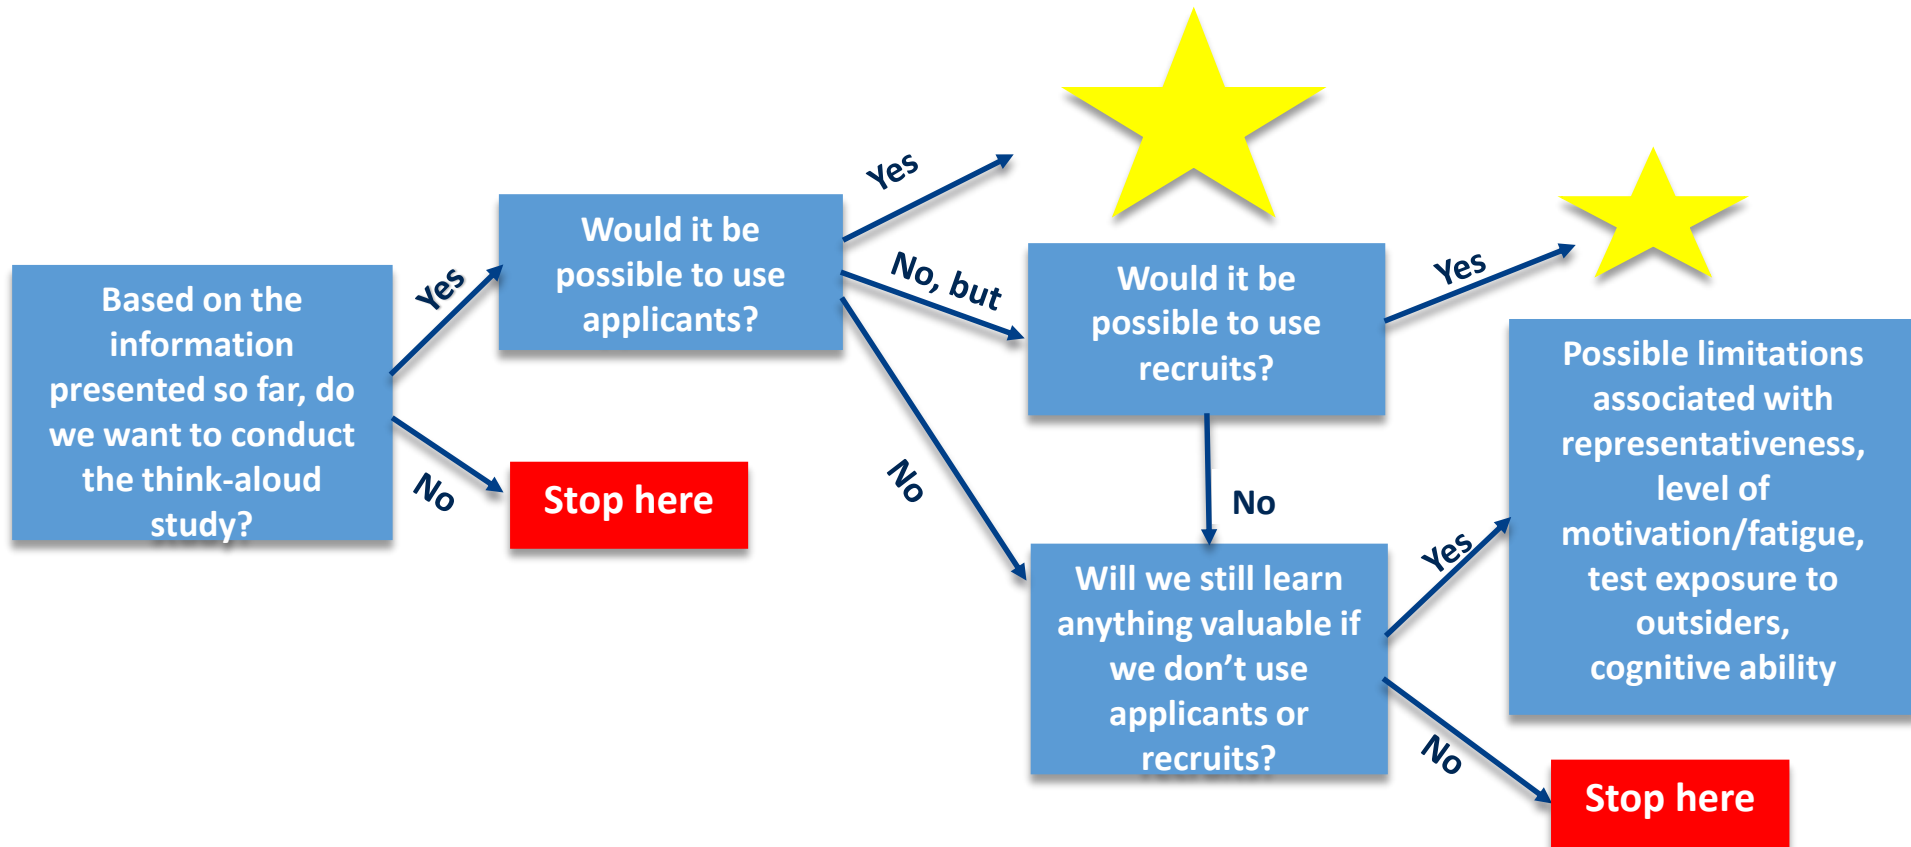 Based on the
information
presented so far, do
we want to conduct
the think-aloud
study?
Yes
No
Stop here
Would it be
possible to use
applicants?
Yes
No, but
No
Would it be
possible to use
recruits?
Yes
No
Will we still learn
anything valuable if
we don’t use
applicants or
recruits?
Yes
No
Possible limitations
associated with
representativeness,
level of
motivation/fatigue,
test exposure to
outsiders,
cognitive ability
Stop here